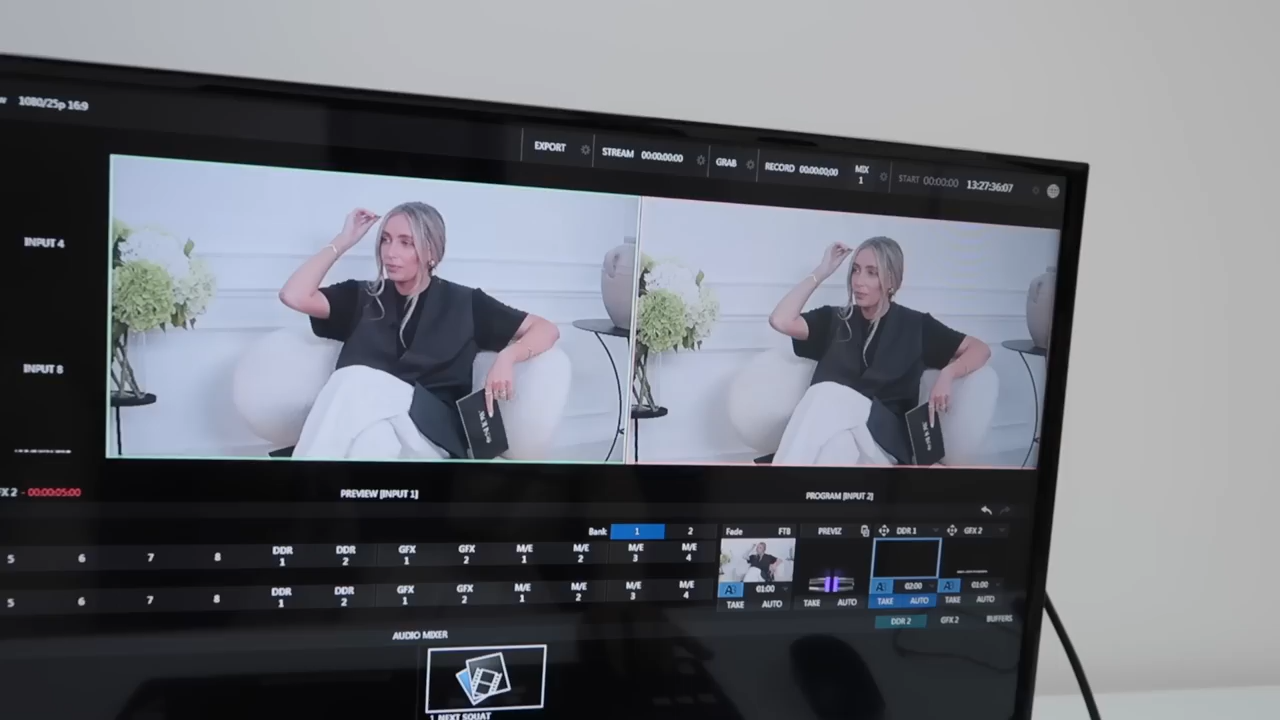 1080/25p 16:9
EXPORT
STREAM 00:00:00:00
GRAB
RECORD 00:00:00;00
MIX
1
START 00:00:00
13:27:36:07
INPUT 4
INPUT 8
FX 2 - 00:00:05:00
PREVIEW [INPUT 1]
PROGRAM [INPUT 2]
Bank 1 2
Fade FTB
PREVIZ
DDR 1
GFX 2
5 6 7 8 DDR 1 DDR 2 GFX 1 GFX 2 M/E 1 M/E 2 M/E 3 M/E 4
5 6 7 8 DDR 1 DDR 2 GFX 1 GFX 2 M/E 1 M/E 2 M/E 3 M/E 4
01:00
02:00
01:00
TAKE AUTO
TAKE AUTO
TAKE AUTO
TAKE AUTO
DDR 2
GFX 2
BUFFERS
AUDIO MIXER
1 NEXT SQUAT